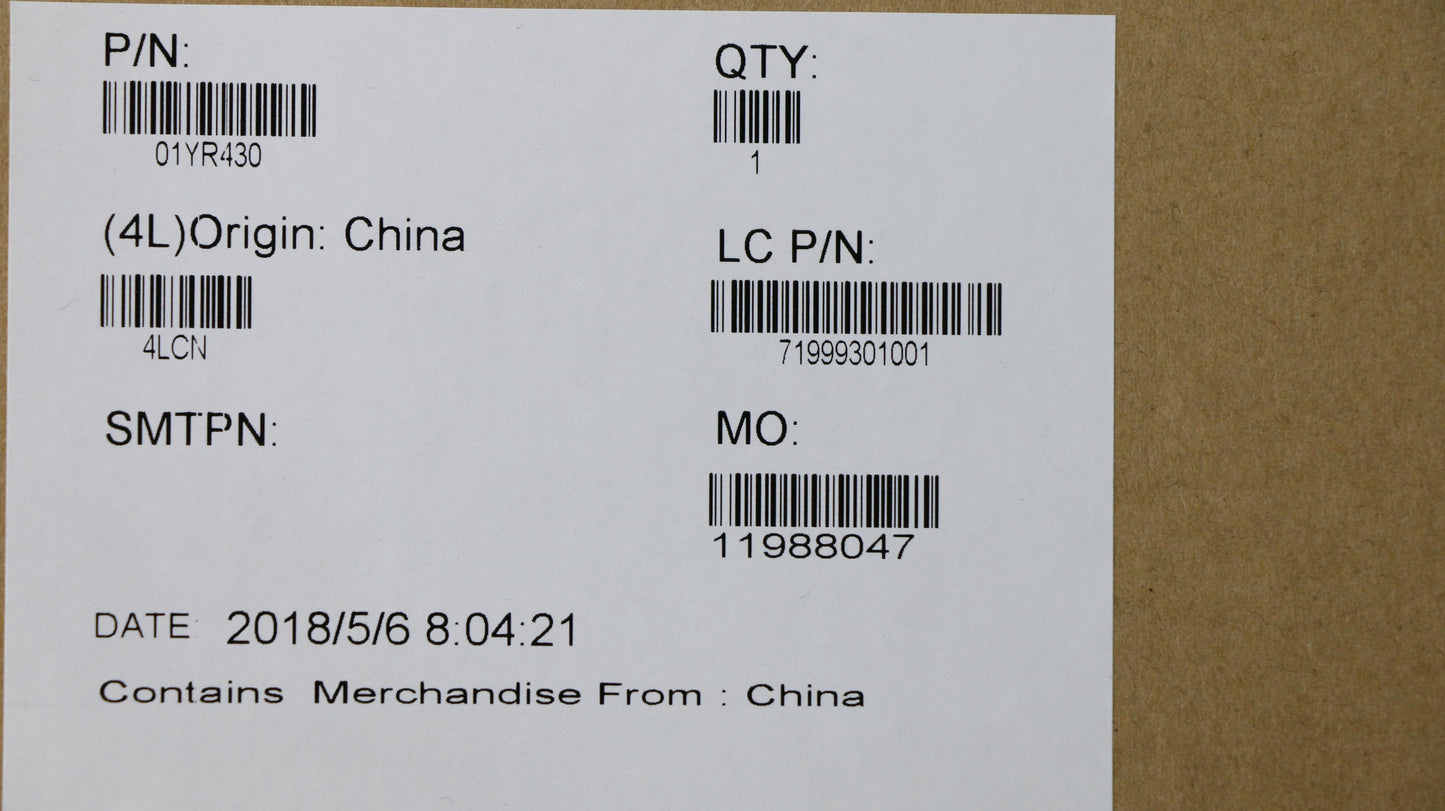 P/N:
01YR430
QTY:
1
(4L)Origin: China
4LCN
LC P/N:
71999301001
SMTPN:
MO:
11988047
DATE: 2018/5/6 8:04:21
Contains Merchandise From : China